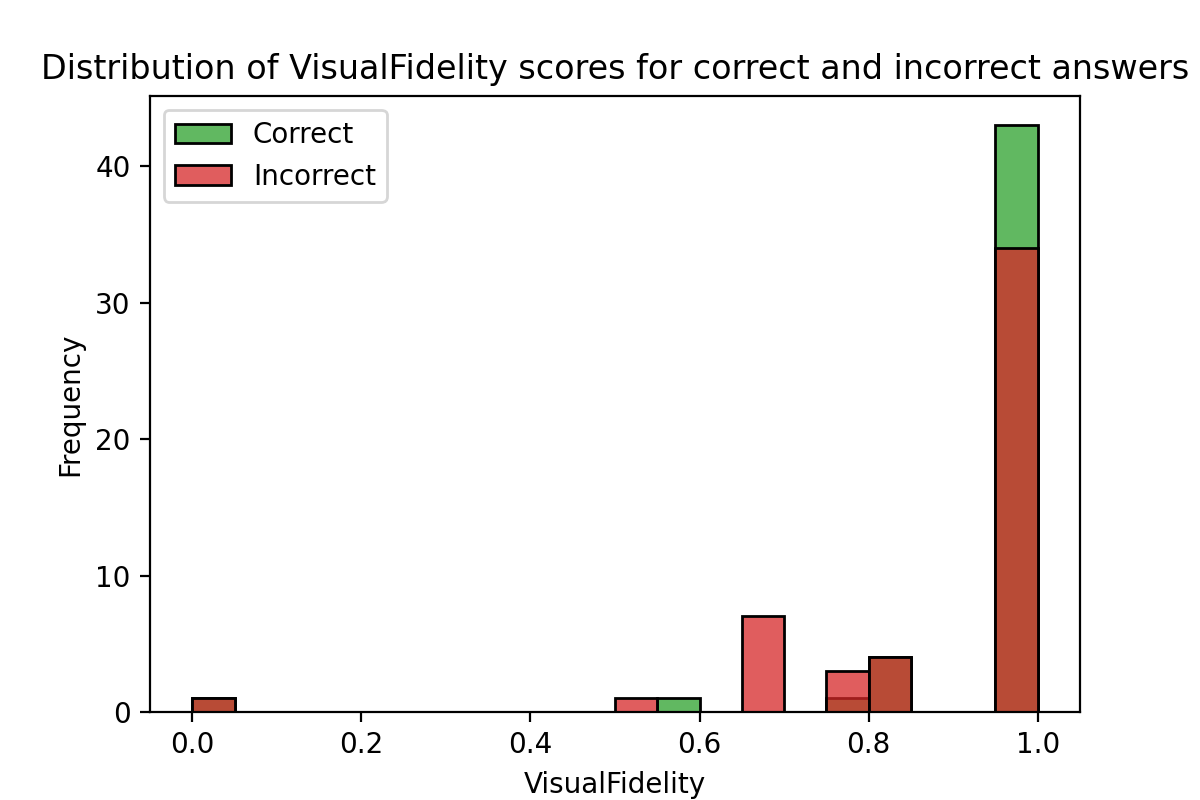 Distribution of VisualFidelity scores for correct and incorrect answers
Correct
Incorrect
Frequency
40
30
20
10
0
0.0 0.2 0.4 0.6 0.8 1.0
VisualFidelity